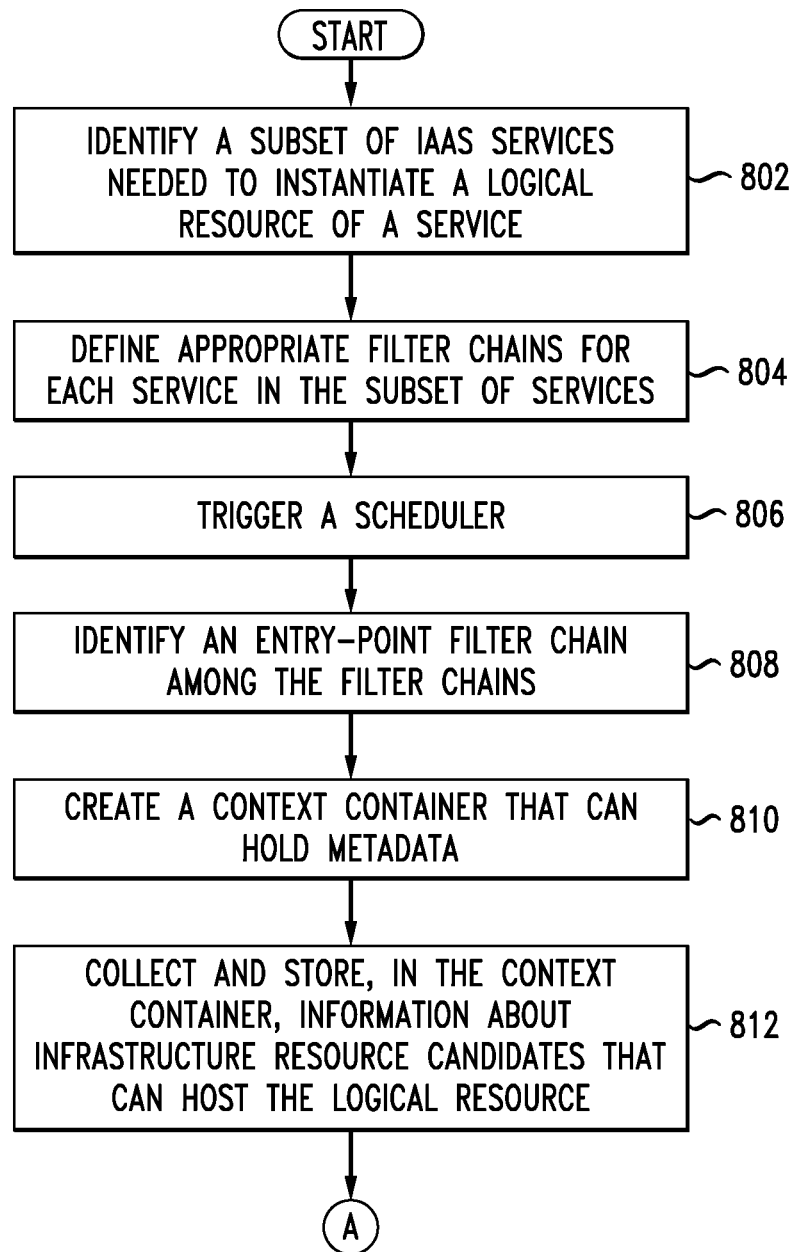 START
IDENTIFY A SUBSET OF IAAS SERVICES
NEEDED TO INSTANTIATE A LOGICAL
RESOURCE OF A SERVICE
802
DEFINE APPROPRIATE FILTER CHAINS FOR
EACH SERVICE IN THE SUBSET OF SERVICES
804
TRIGGER A SCHEDULER
806
IDENTIFY AN ENTRY-POINT FILTER CHAIN
AMONG THE FILTER CHAINS
808
CREATE A CONTEXT CONTAINER THAT CAN
HOLD METADATA
810
COLLECT AND STORE, IN THE CONTEXT
CONTAINER, INFORMATION ABOUT
INFRASTRUCTURE RESOURCE CANDIDATES THAT
CAN HOST THE LOGICAL RESOURCE
812
A